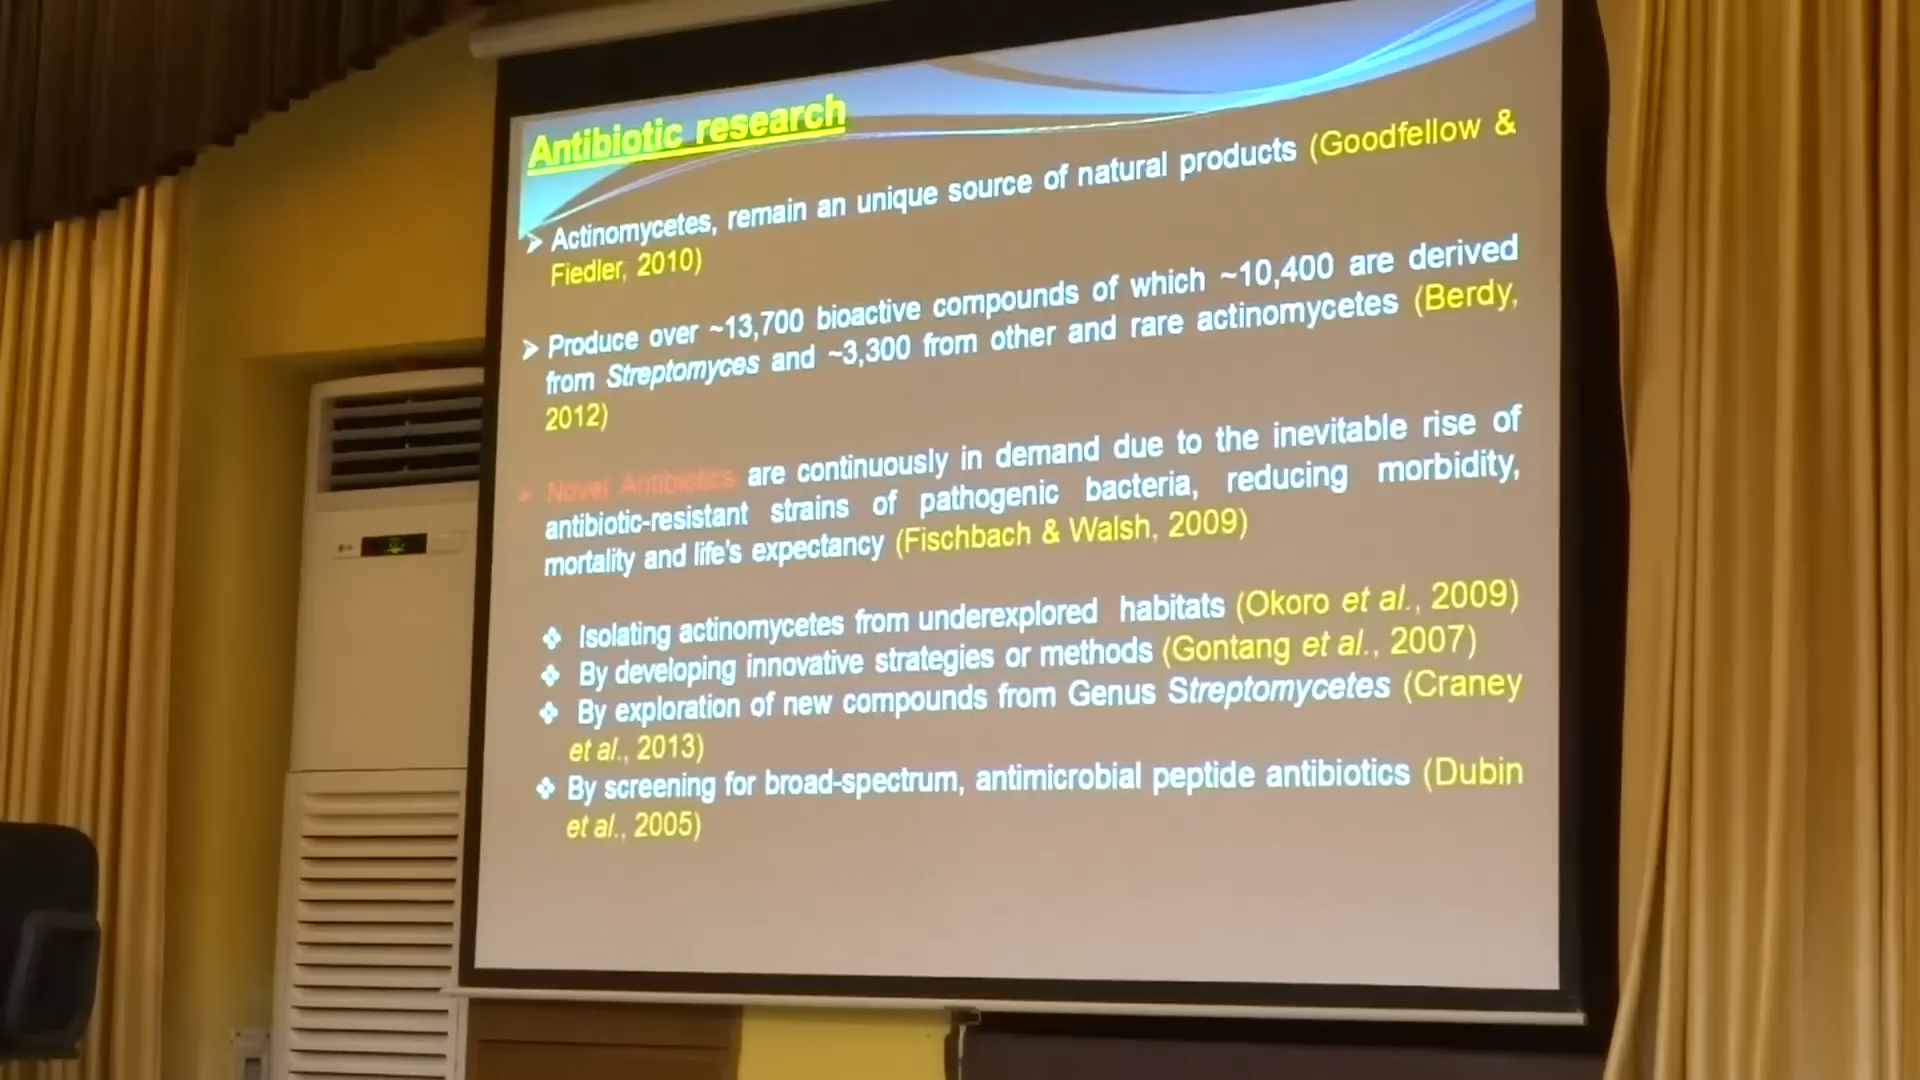 Antibiotic research
➢ Actinomycetes, remain an unique source of natural products (Goodfellow &
Fiedler, 2010)
➢ Produce over ~13,700 bioactive compounds of which ~10,400 are derived
from Streptomyces and ~3,300 from other and rare actinomycetes (Berdy,
2012)
➢ Novel Antibiotics are continuously in demand due to the inevitable rise of
antibiotic-resistant strains of pathogenic bacteria, reducing morbidity,
mortality and life's expectancy (Fischbach & Walsh, 2009)
❖ Isolating actinomycetes from underexplored habitats (Okoro et al., 2009)
❖ By developing innovative strategies or methods (Gontang et al., 2007)
❖ By exploration of new compounds from Genus Streptomycetes (Craney
et al., 2013)
❖ By screening for broad-spectrum, antimicrobial peptide antibiotics (Dubin
et al., 2005)
LG